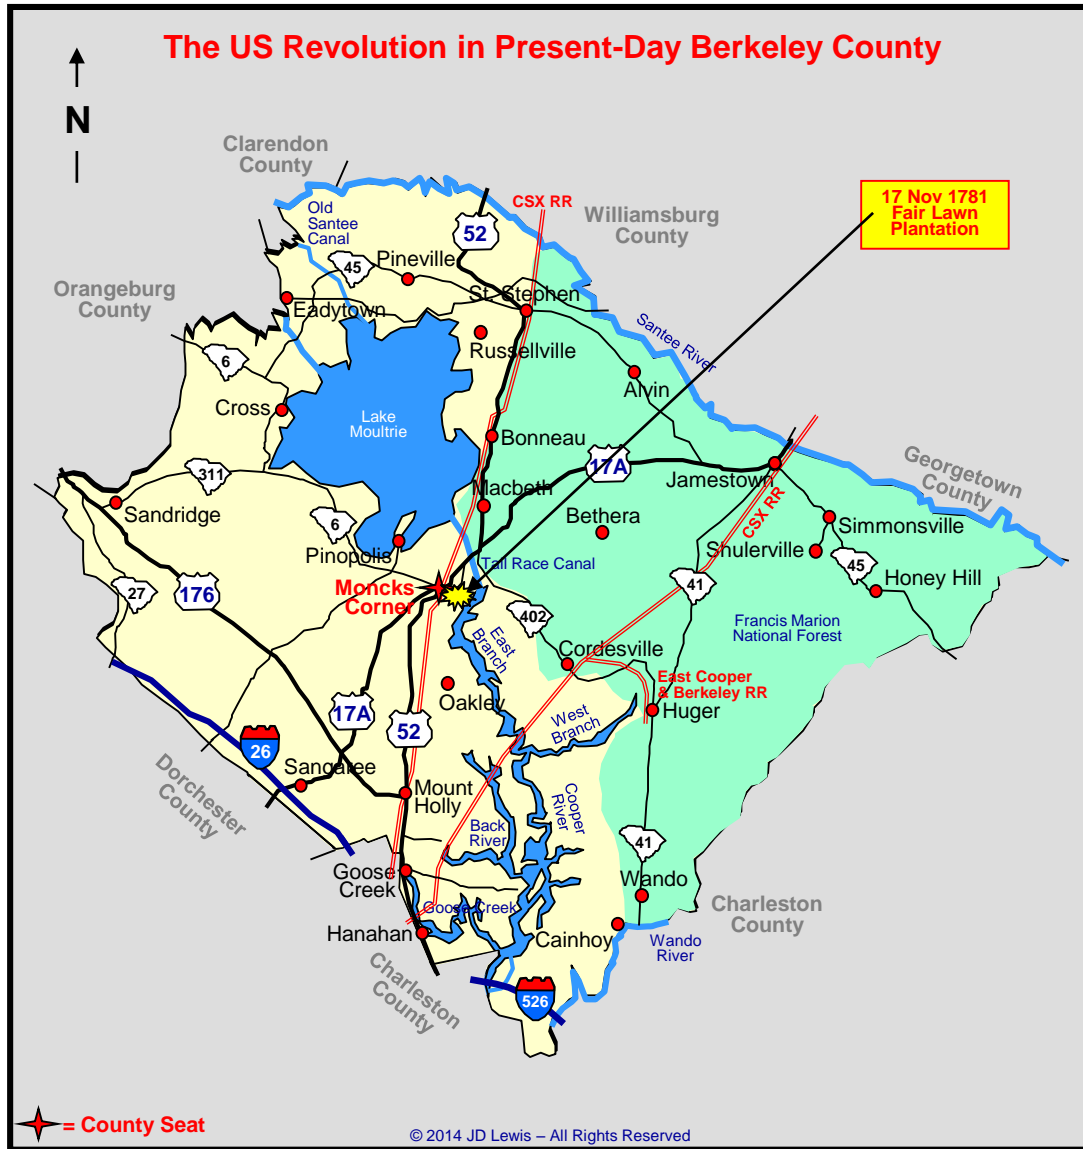 The US Revolution in Present-Day Berkeley County
N
Clarendon
County
17 Nov 1781
Fair Lawn
Plantation
CSX RR
Williamsburg
County
Old
Santee
Canal
52
45
Pineville
Orangeburg
County
Eadytown
St. Stephen
Santee River
Russellville
6
Alvin
Cross
Lake
Moultrie
Bonneau
17A
Jamestown
Georgetown
County
311
Macbeth
CSX RR
Sandridge
6
Bethera
Simmonsville
Pinopolis
Shulerville
Tail Race Canal
45
Moncks
Corner
27
176
41
Honey Hill
402
Francis Marion
National Forest
East
Branch
Cordesville
East Cooper
& Berkeley RR
Oakley
Huger
17A
52
West
Branch
26
Sangaree
Dorchester
County
Mount
Holly
Cooper
River
Back
River
41
Goose
Creek
Wando
Goose Creek
Charleston
County
Hanahan
Cainhoy
Wando
River
Charleston
County
526
= County Seat
© 2014 JD Lewis – All Rights Reserved